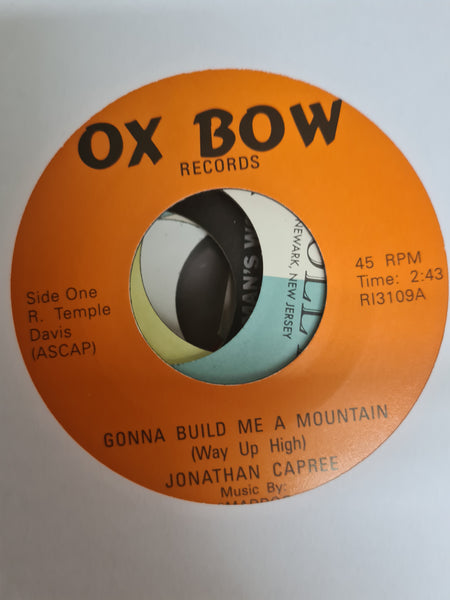 OX BOW
RECORDS
Side One
R. Temple
Davis
(ASCAP)
45 RPM
Time: 2:43
RI3109A
NEWARK, NEW JERSEY
MAN'S
GONNA BUILD ME A MOUNTAIN
(Way Up High)
JONATHAN CAPREE
Music By: